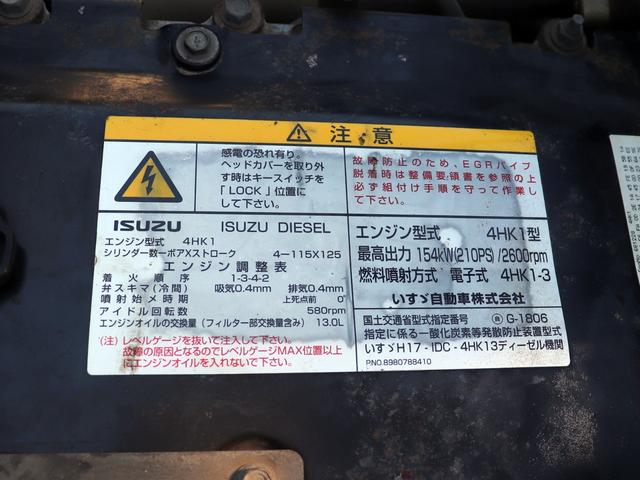 注意
感電の恐れ有り。
ヘッドカバーを取り外
す時はキースイッチを
「LOCK」位置に
して下さい。
故障防止のため、EGRパイプ
脱着時は整備要領書を参照の上
必ず組付け手順を守って作業し
て下さい。
ISUZU ISUZU DIESEL
エンジン型式 4HK1
シリンダー数ーボアXストローク 4-115X125
エンジン調整表
着火順序 1-3-4-2
弁スキマ(冷間) 吸気0.4mm 排気0.4mm
噴射始メ時期 上死点前 0°
アイドル回転数 580rpm
エンジンオイルの交換量(フィルター部交換量含み) 13.0L
(注)レベルゲージを抜いて注入して下さい。
故障の原因となるのでレベルゲージMAX位置以上
にエンジンオイルを入れないで下さい。
エンジン型式 4HK1型
最高出力 154kW(210PS)/2600rpm
燃料噴射方式 電子式 4HK1-3
いすゞ自動車株式会社
国土交通省型式指定番号 G-1806
指定に係る一酸化炭素等発散防止装置型式
いすゞH17-IDC-4HK13ディーゼル機関
P.NO.8980788410